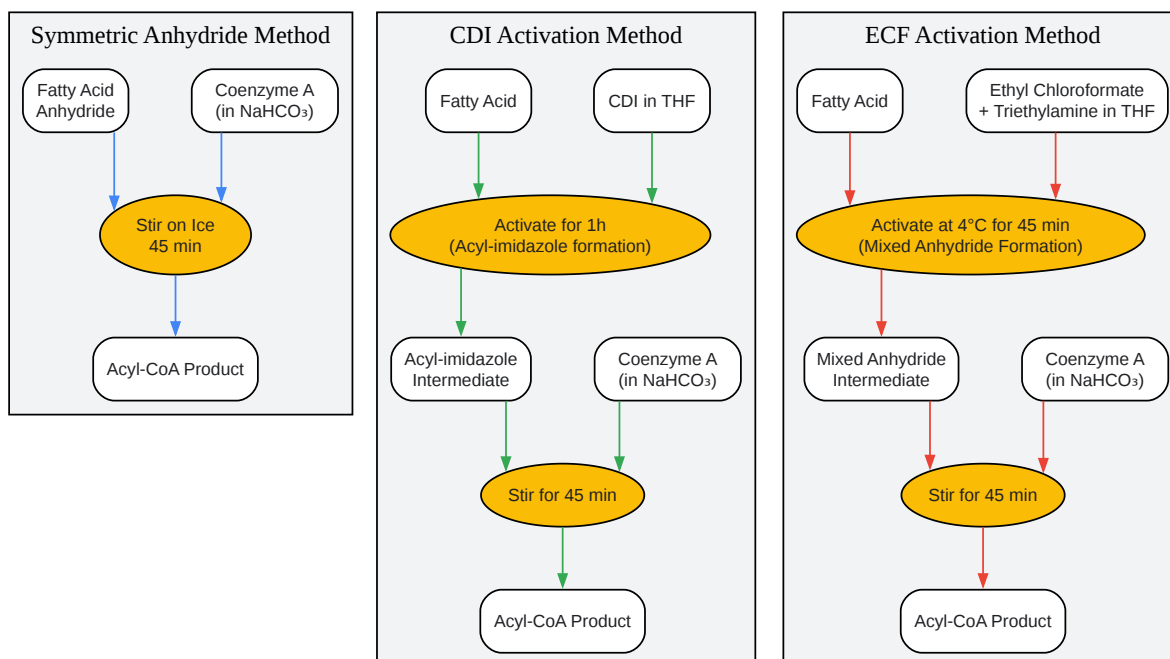 Symmetric Anhydride Method
Fatty Acid
Anhydride
Coenzyme A
(in NaHCO₃)
Stir on Ice
45 min
Acyl-CoA Product
CDI Activation Method
Fatty Acid
CDI in THF
Activate for 1h
(Acyl-imidazole formation)
Acyl-imidazole
Intermediate
Coenzyme A
(in NaHCO₃)
Stir for 45 min
Acyl-CoA Product
ECF Activation Method
Fatty Acid
Ethyl Chloroformate
+ Triethylamine in THF
Activate at 4°C for 45 min
(Mixed Anhydride Formation)
Mixed Anhydride
Intermediate
Coenzyme A
(in NaHCO₃)
Stir for 45 min
Acyl-CoA Product